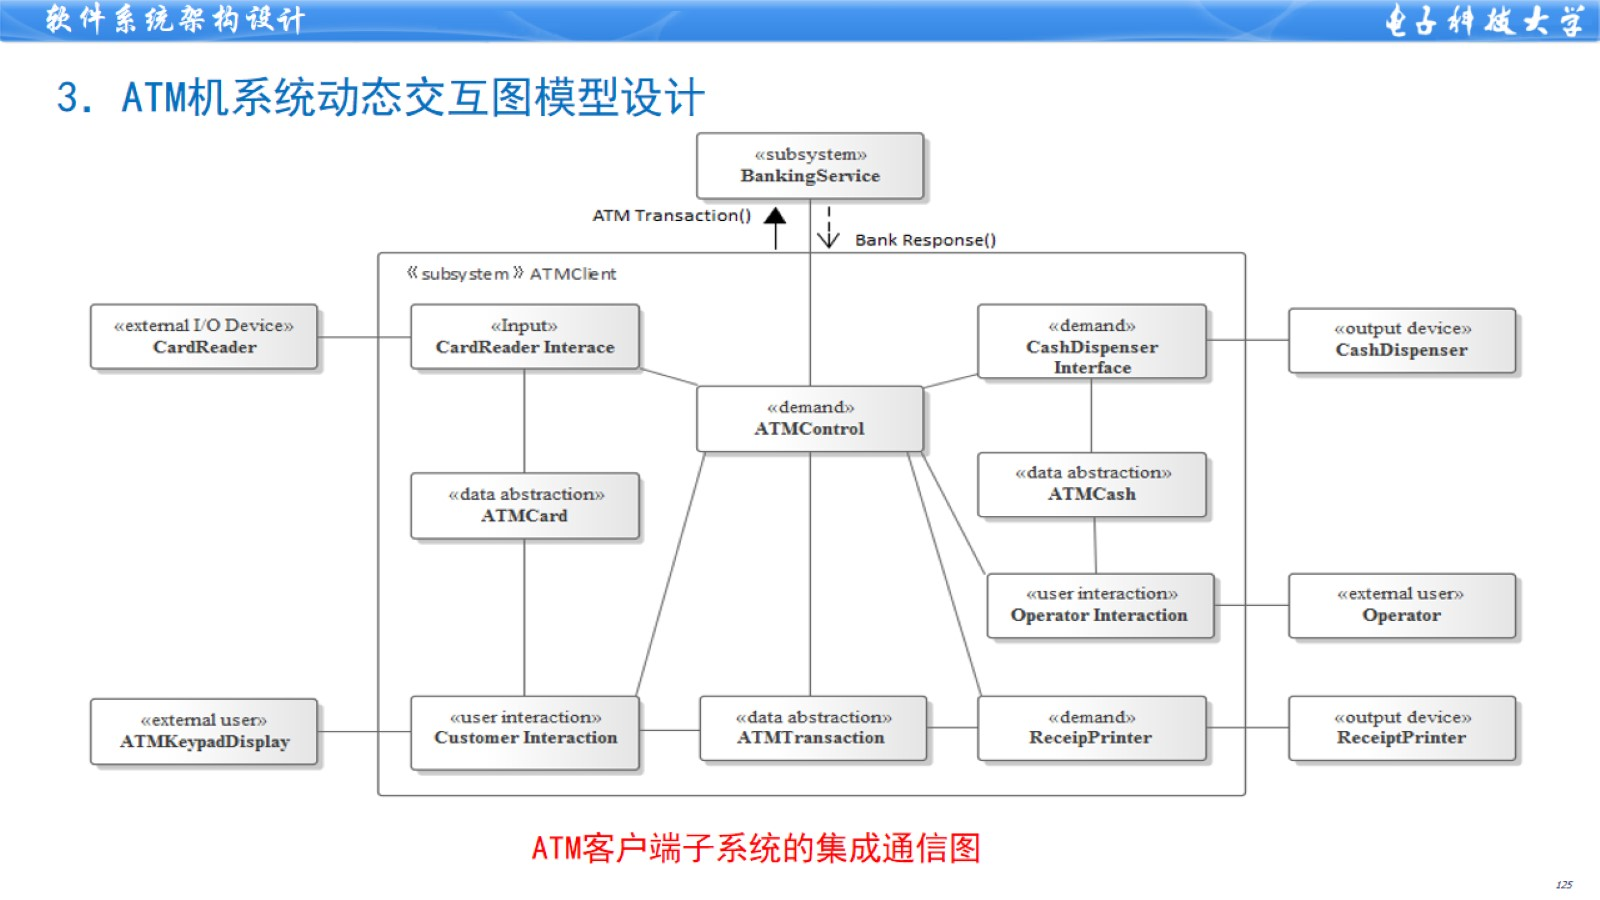 软件系统架构设计
电子科技大学
3. ATM机系统动态交互图模型设计
«subsystem»
BankingService
ATM Transaction()
Bank Response()
《subsystem》ATMClient
«external I/O Device»
CardReader
«Input»
CardReader Interace
«demand»
CashDispenser
Interface
«output device»
CashDispenser
«demand»
ATMControl
«data abstraction»
ATMCard
«data abstraction»
ATMCash
«user interaction»
Operator Interaction
«external user»
Operator
«external user»
ATMKeypadDisplay
«user interaction»
Customer Interaction
«data abstraction»
ATMTransaction
«demand»
ReceipPrinter
«output device»
ReceiptPrinter
ATM客户端子系统的集成通信图
125